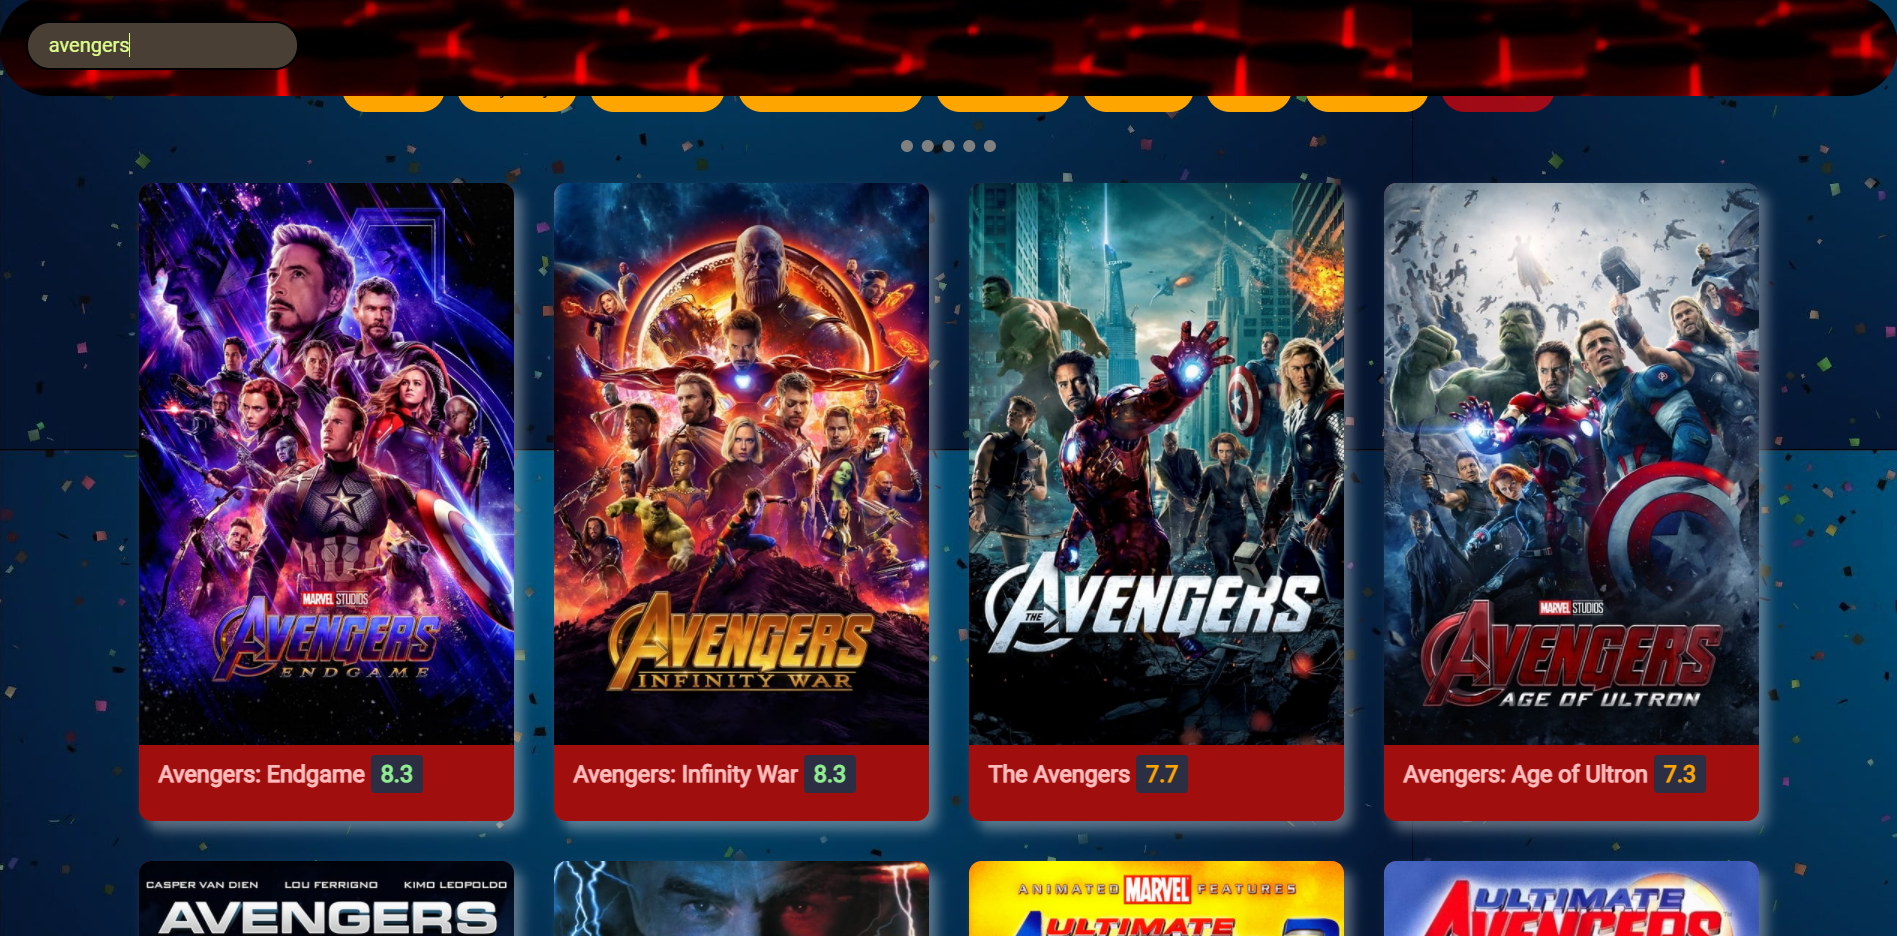 avengers
MARVEL STUDIOS
AVENGERS
ENDGAME
Avengers: Endgame 8.3
AVENGERS
INFINITY WAR
Avengers: Infinity War 8.3
THE AVENGERS
The Avengers 7.7
MARVEL STUDIOS
AVENGERS
AGE OF ULTRON
Avengers: Age of Ultron 7.3
CASPER VAN DIEN LOU FERRIGNO KIMO LEOPOLDO
AVENGERS
ANIMATED MARVEL FEATURES
ULTIMATE
ULTIMATE
AVENGERS